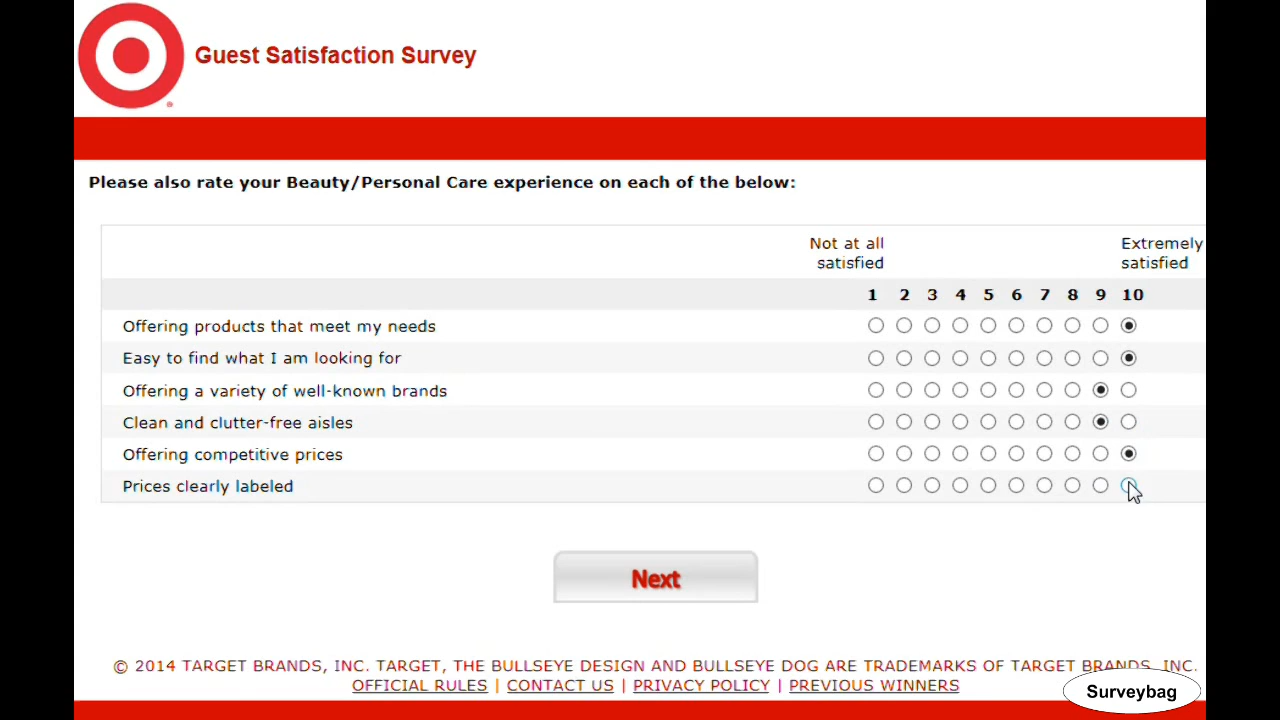 Guest Satisfaction Survey
Please also rate your Beauty/Personal Care experience on each of the below:
Not at all satisfied
Extremely satisfied
1 2 3 4 5 6 7 8 9 10
Offering products that meet my needs
Easy to find what I am looking for
Offering a variety of well-known brands
Clean and clutter-free aisles
Offering competitive prices
Prices clearly labeled
Next
© 2014 TARGET BRANDS, INC. TARGET, THE BULLSEYE DESIGN AND BULLSEYE DOG ARE TRADEMARKS OF TARGET BRANDS, INC.
OFFICIAL RULES | CONTACT US | PRIVACY POLICY | PREVIOUS WINNERS
Surveybag